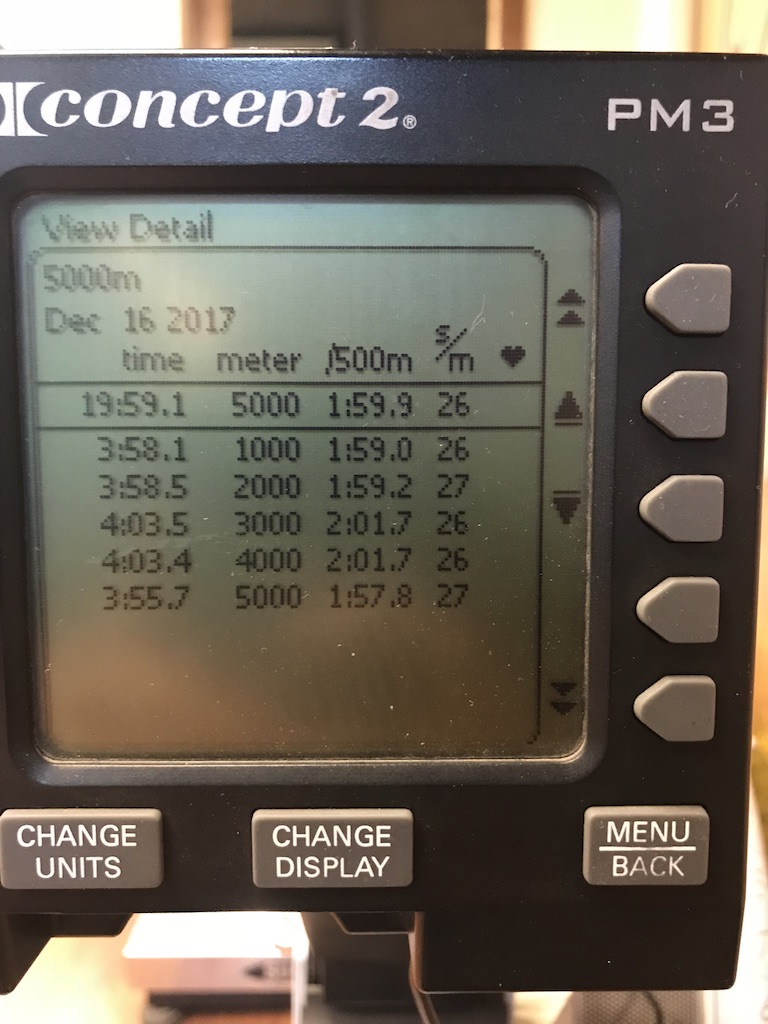 concept 2® PM3
View Detail
5000m
Dec 16 2017
time meter /500m s/m ♥
19:59.1 5000 1:59.9 26
3:58.1 1000 1:59.0 26
3:58.5 2000 1:59.2 27
4:03.5 3000 2:01.7 26
4:03.4 4000 2:01.7 26
3:55.7 5000 1:57.8 27
CHANGE UNITS
CHANGE DISPLAY
MENU
BACK